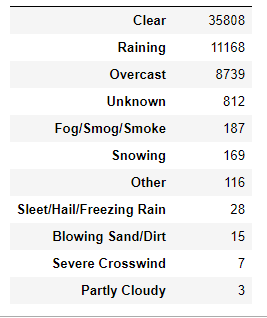 Clear 35808
Raining 11168
Overcast 8739
Unknown 812
Fog/Smog/Smoke 187
Snowing 169
Other 116
Sleet/Hail/Freezing Rain 28
Blowing Sand/Dirt 15
Severe Crosswind 7
Partly Cloudy 3